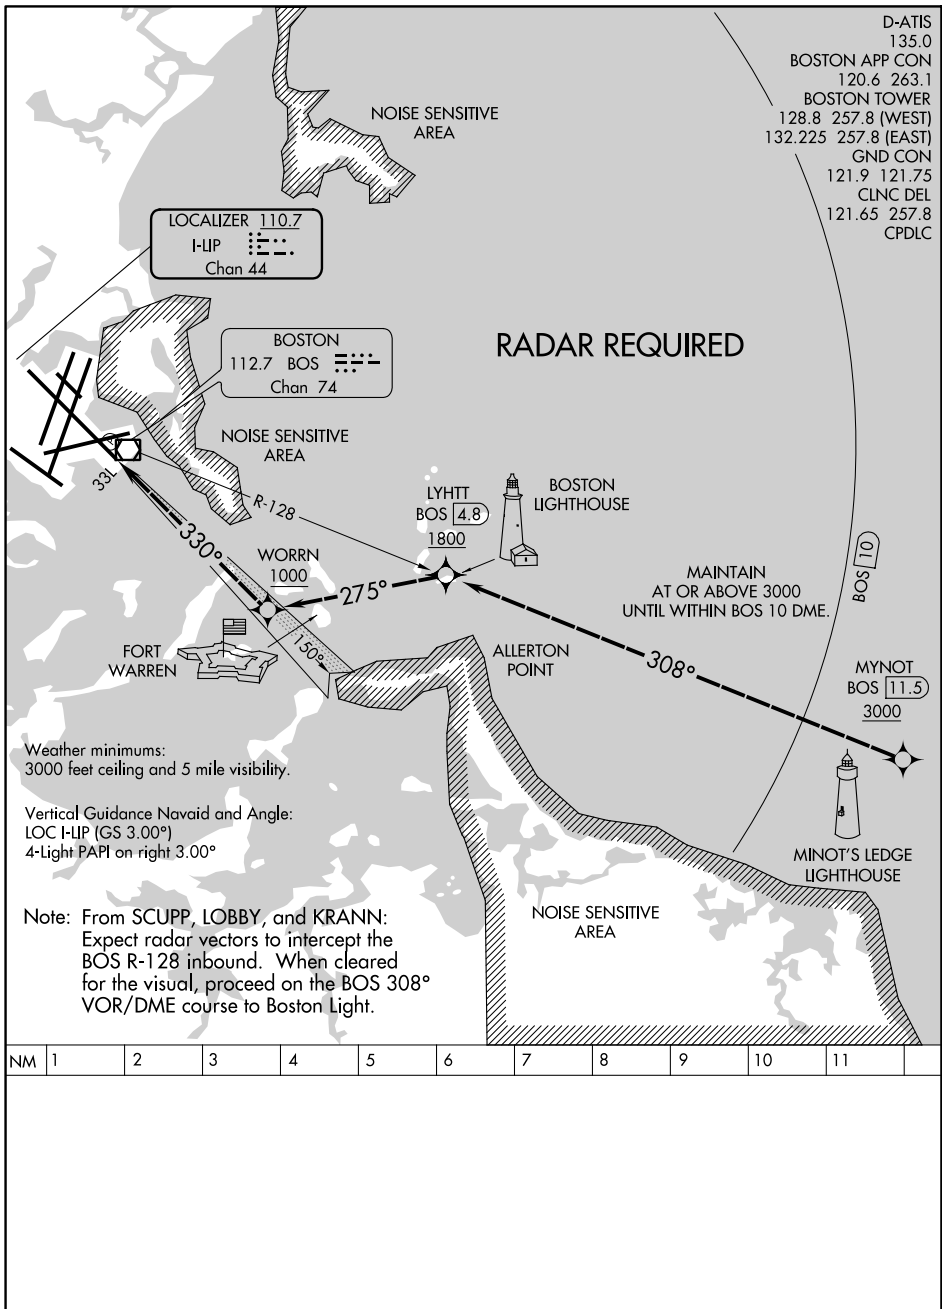 D-ATIS
135.0
BOSTON APP CON
120.6 263.1
BOSTON TOWER
128.8 257.8 (WEST)
132.225 257.8 (EAST)
GND CON
121.9 121.75
CLNC DEL
121.65 257.8
CPDLC
NOISE SENSITIVE
AREA
LOCALIZER 110.7
I-LIP
Chan 44
RADAR REQUIRED
BOSTON
112.7 BOS
Chan 74
NOISE SENSITIVE
AREA
33L
R-128
330°
LYHTT
BOS 4.8
1800
BOSTON
LIGHTHOUSE
WORRN
1000
275°
MAINTAIN
AT OR ABOVE 3000
UNTIL WITHIN BOS 10 DME.
BOS 10
FORT
WARREN
150°
ALLERTON
POINT
308°
MYNOT
BOS 11.5
3000
Weather minimums:
3000 feet ceiling and 5 mile visibility.
Vertical Guidance Navaid and Angle:
LOC I-LIP (GS 3.00°)
4-Light PAPI on right 3.00°
MINOT'S LEDGE
LIGHTHOUSE
Note: From SCUPP, LOBBY, and KRANN:
Expect radar vectors to intercept the
BOS R-128 inbound. When cleared
for the visual, proceed on the BOS 308°
VOR/DME course to Boston Light.
NOISE SENSITIVE
AREA
NM 1 2 3 4 5 6 7 8 9 10 11